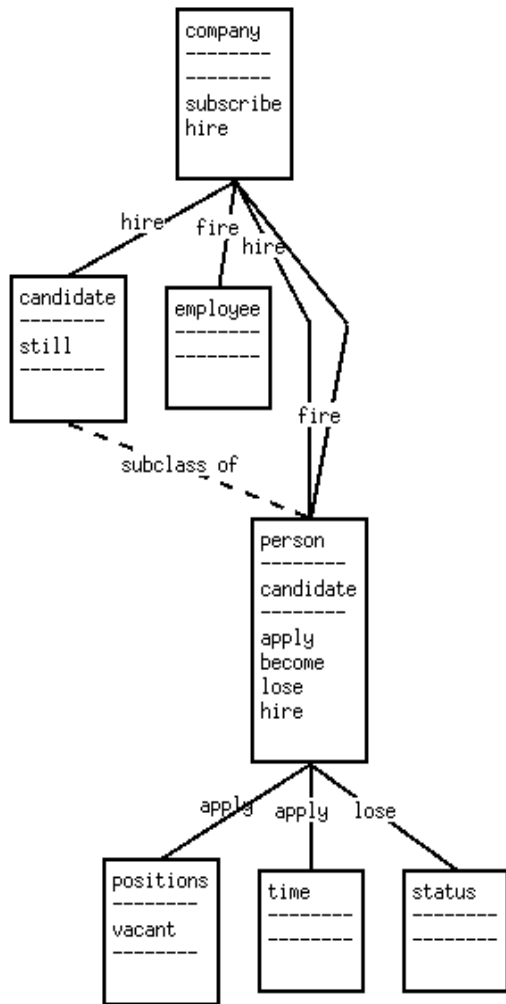 company
--------
--------
subscribe
hire
hire
fire
hire
candidate
--------
still
--------
employee
--------
--------
fire
subclass of
person
--------
candidate
--------
apply
become
lose
hire
apply
apply
lose
positions
--------
vacant
--------
time
--------
--------
status
--------
--------